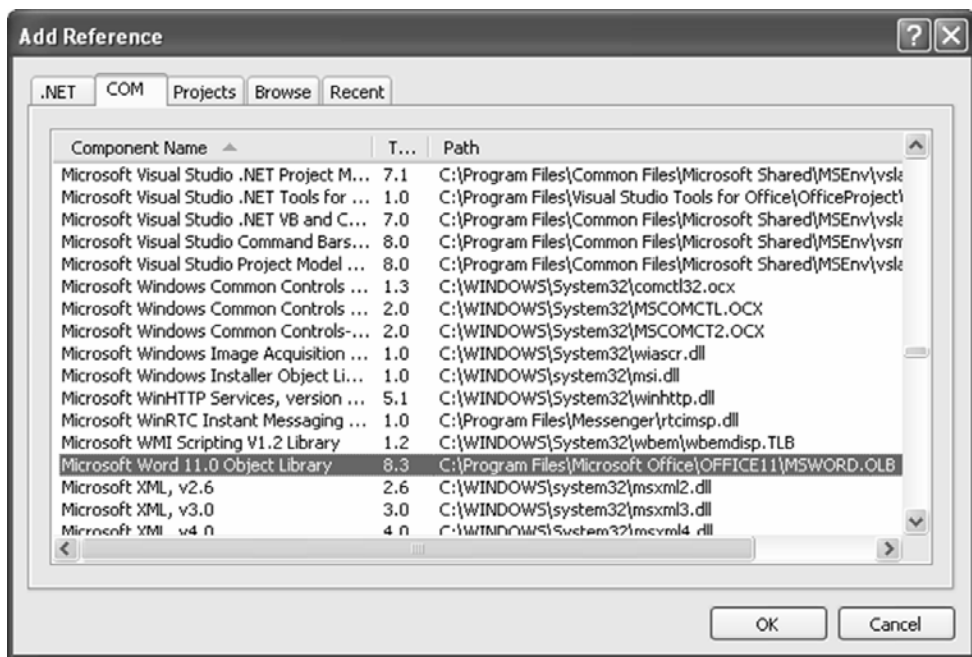 Add Reference
.NET COM Projects Browse Recent
Component Name T... Path
Microsoft Visual Studio .NET Project M... 7.1 C:\Program Files\Common Files\Microsoft Shared\MSEnv\vsla
Microsoft Visual Studio .NET Tools for ... 1.0 C:\Program Files\Visual Studio Tools for Office\OfficeProject\
Microsoft Visual Studio .NET VB and C... 7.0 C:\Program Files\Common Files\Microsoft Shared\MSEnv\vsla
Microsoft Visual Studio Command Bars... 8.0 C:\Program Files\Common Files\Microsoft Shared\MSEnv\vsm
Microsoft Visual Studio Project Model ... 8.0 C:\Program Files\Common Files\Microsoft Shared\MSEnv\vsla
Microsoft Windows Common Controls ... 1.3 C:\WINDOWS\System32\comctl32.ocx
Microsoft Windows Common Controls ... 2.0 C:\WINDOWS\System32\MSCOMCTL.OCX
Microsoft Windows Common Controls-... 2.0 C:\WINDOWS\System32\MSCOMCT2.OCX
Microsoft Windows Image Acquisition ... 1.0 C:\WINDOWS\System32\wiascr.dll
Microsoft Windows Installer Object Li... 1.0 C:\WINDOWS\system32\msi.dll
Microsoft WinHTTP Services, version ... 5.1 C:\WINDOWS\system32\winhttp.dll
Microsoft WinRTC Instant Messaging ... 1.0 C:\Program Files\Messenger\rtcimsp.dll
Microsoft WMI Scripting V1.2 Library 1.2 C:\WINDOWS\System32\wbem\wbemdisp.TLB
Microsoft Word 11.0 Object Library 8.3 C:\Program Files\Microsoft Office\OFFICE11\MSWORD.OLB
Microsoft XML, v2.6 2.6 C:\WINDOWS\system32\msxml2.dll
Microsoft XML, v3.0 3.0 C:\WINDOWS\system32\msxml3.dll
Microsoft XML, v4.0 4.0 C:\WINDOWS\System32\msxml4.dll
OK Cancel